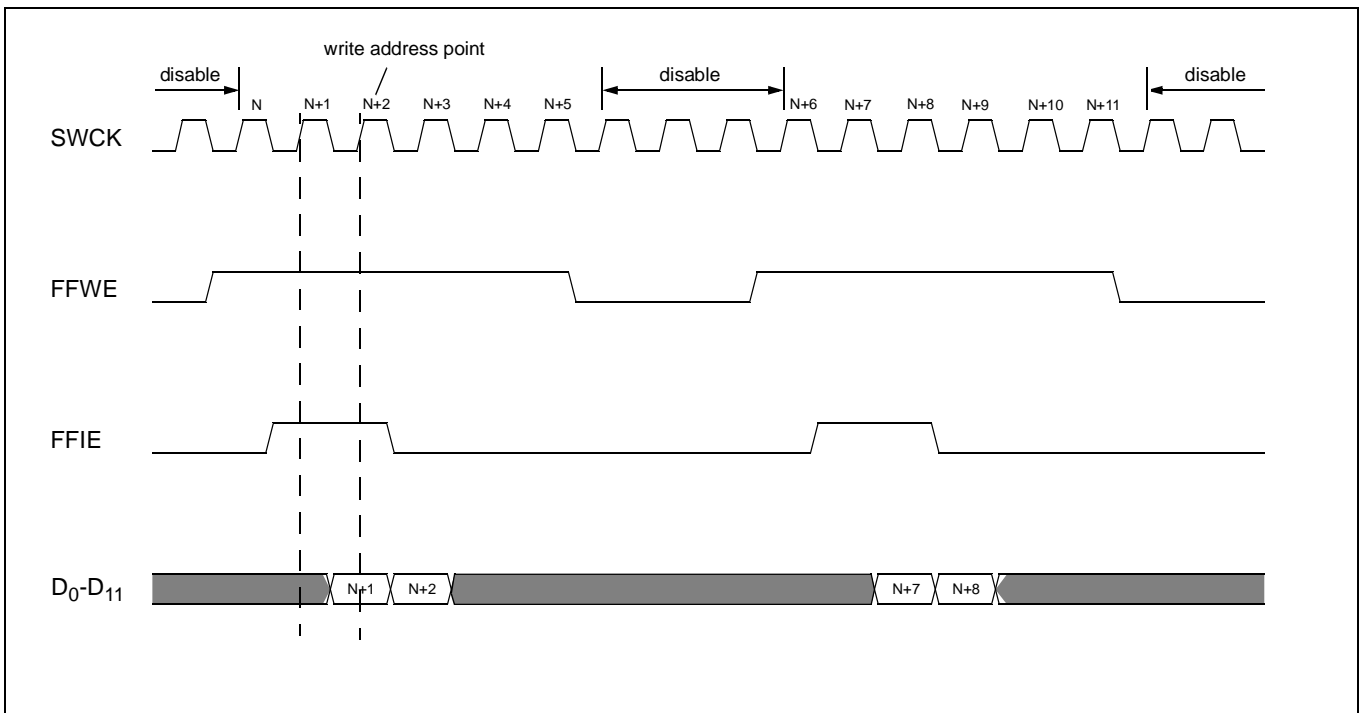 write address point
disable disable disable
N N+1 N+2 N+3 N+4 N+5 N+6 N+7 N+8 N+9 N+10 N+11
SWCK
FFWE
FFIE
D0-D11 N+1 N+2 N+7 N+8